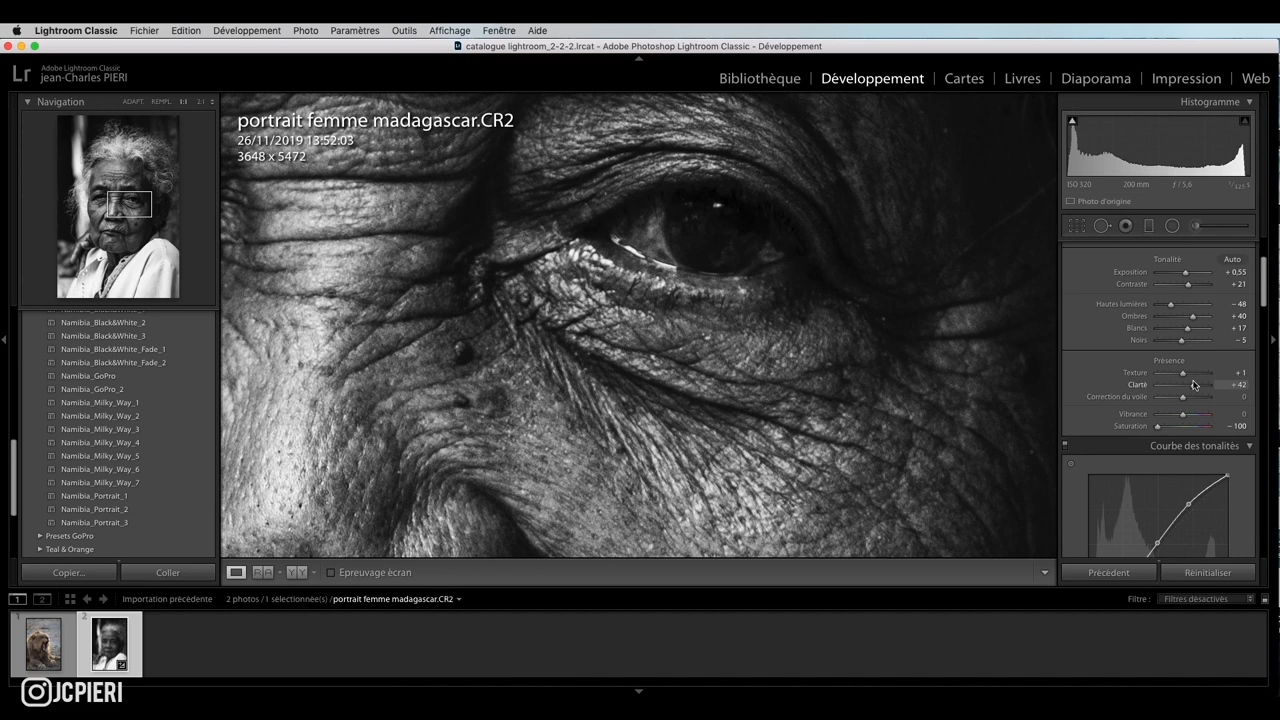 Lightroom Classic Fichier Edition Développement Photo Paramètres Outils Affichage Fenêtre Aide
catalogue lightroom_2-2-2.lrcat - Adobe Photoshop Lightroom Classic - Développement
Lr
Adobe Lightroom Classic
jean-Charles PIERI
Bibliothèque | Développement | Cartes | Livres | Diaporama | Impression | Web
Navigation ADAPT. REMPL. 1:1 2:1
Namibia_Black&White_2
Namibia_Black&White_3
Namibia_Black&White_Fade_1
Namibia_Black&White_Fade_2
Namibia_GoPro
Namibia_GoPro_2
Namibia_Milky_Way_1
Namibia_Milky_Way_2
Namibia_Milky_Way_3
Namibia_Milky_Way_4
Namibia_Milky_Way_5
Namibia_Milky_Way_6
Namibia_Milky_Way_7
Namibia_Portrait_1
Namibia_Portrait_2
Namibia_Portrait_3
Presets GoPro
Teal & Orange
Copier... Coller
portrait femme madagascar.CR2
26/11/2019 13:52:03
3648 x 5472
Epreuvage écran
Histogramme
ISO 320 200 mm ƒ / 5,6 1/125 s
Photo d'origine
Tonalité Auto
Exposition + 0,55
Contraste + 21
Hautes lumières − 48
Ombres + 40
Blancs + 17
Noirs − 5
Présence
Texture + 1
Clarté + 42
Correction du voile 0
Vibrance 0
Saturation − 100
Courbe des tonalités
Précédent Réinitialiser
1 2 Importation précédente 2 photos / 1 sélectionnée(s) / portrait femme madagascar.CR2 Filtre : Filtres désactivés
1 2
JCPIERI